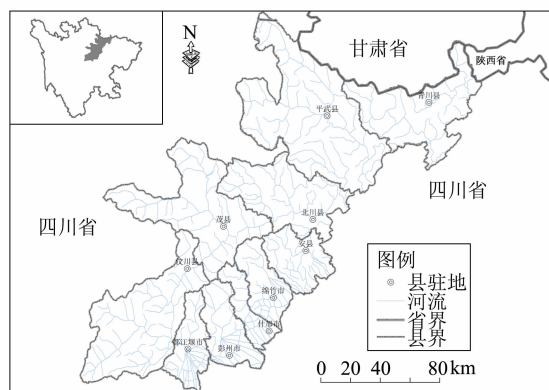 甘肃省
陕西省
N
青川县
平武县
四川省
北川县
四川省
茂县
安县
汶川县
绵竹市
什邡市
都江堰市
彭州市
图例
县驻地
河流
省界
县界
0 20 40 80 km